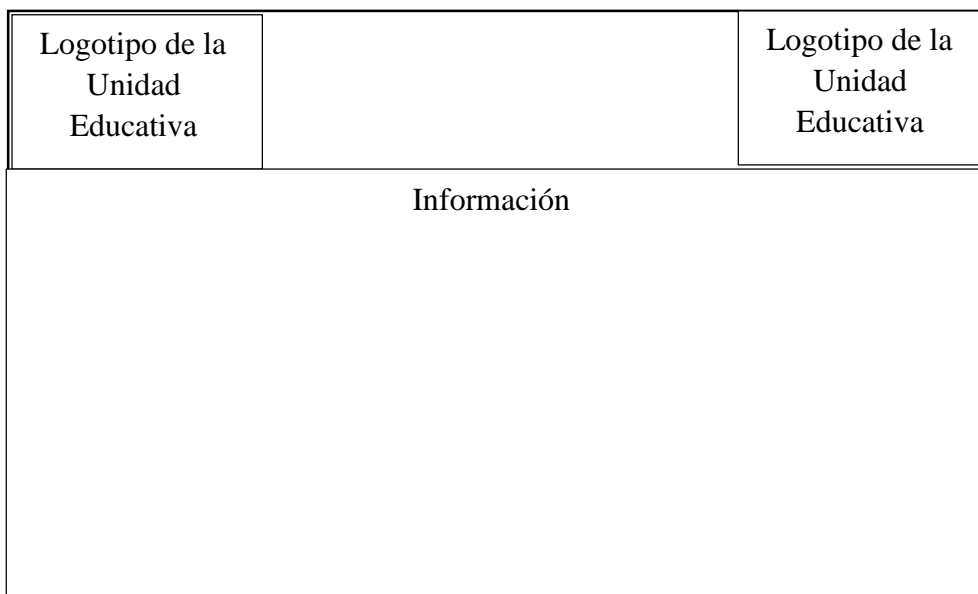 Logotipo de la
Unidad
Educativa
Logotipo de la
Unidad
Educativa
Información